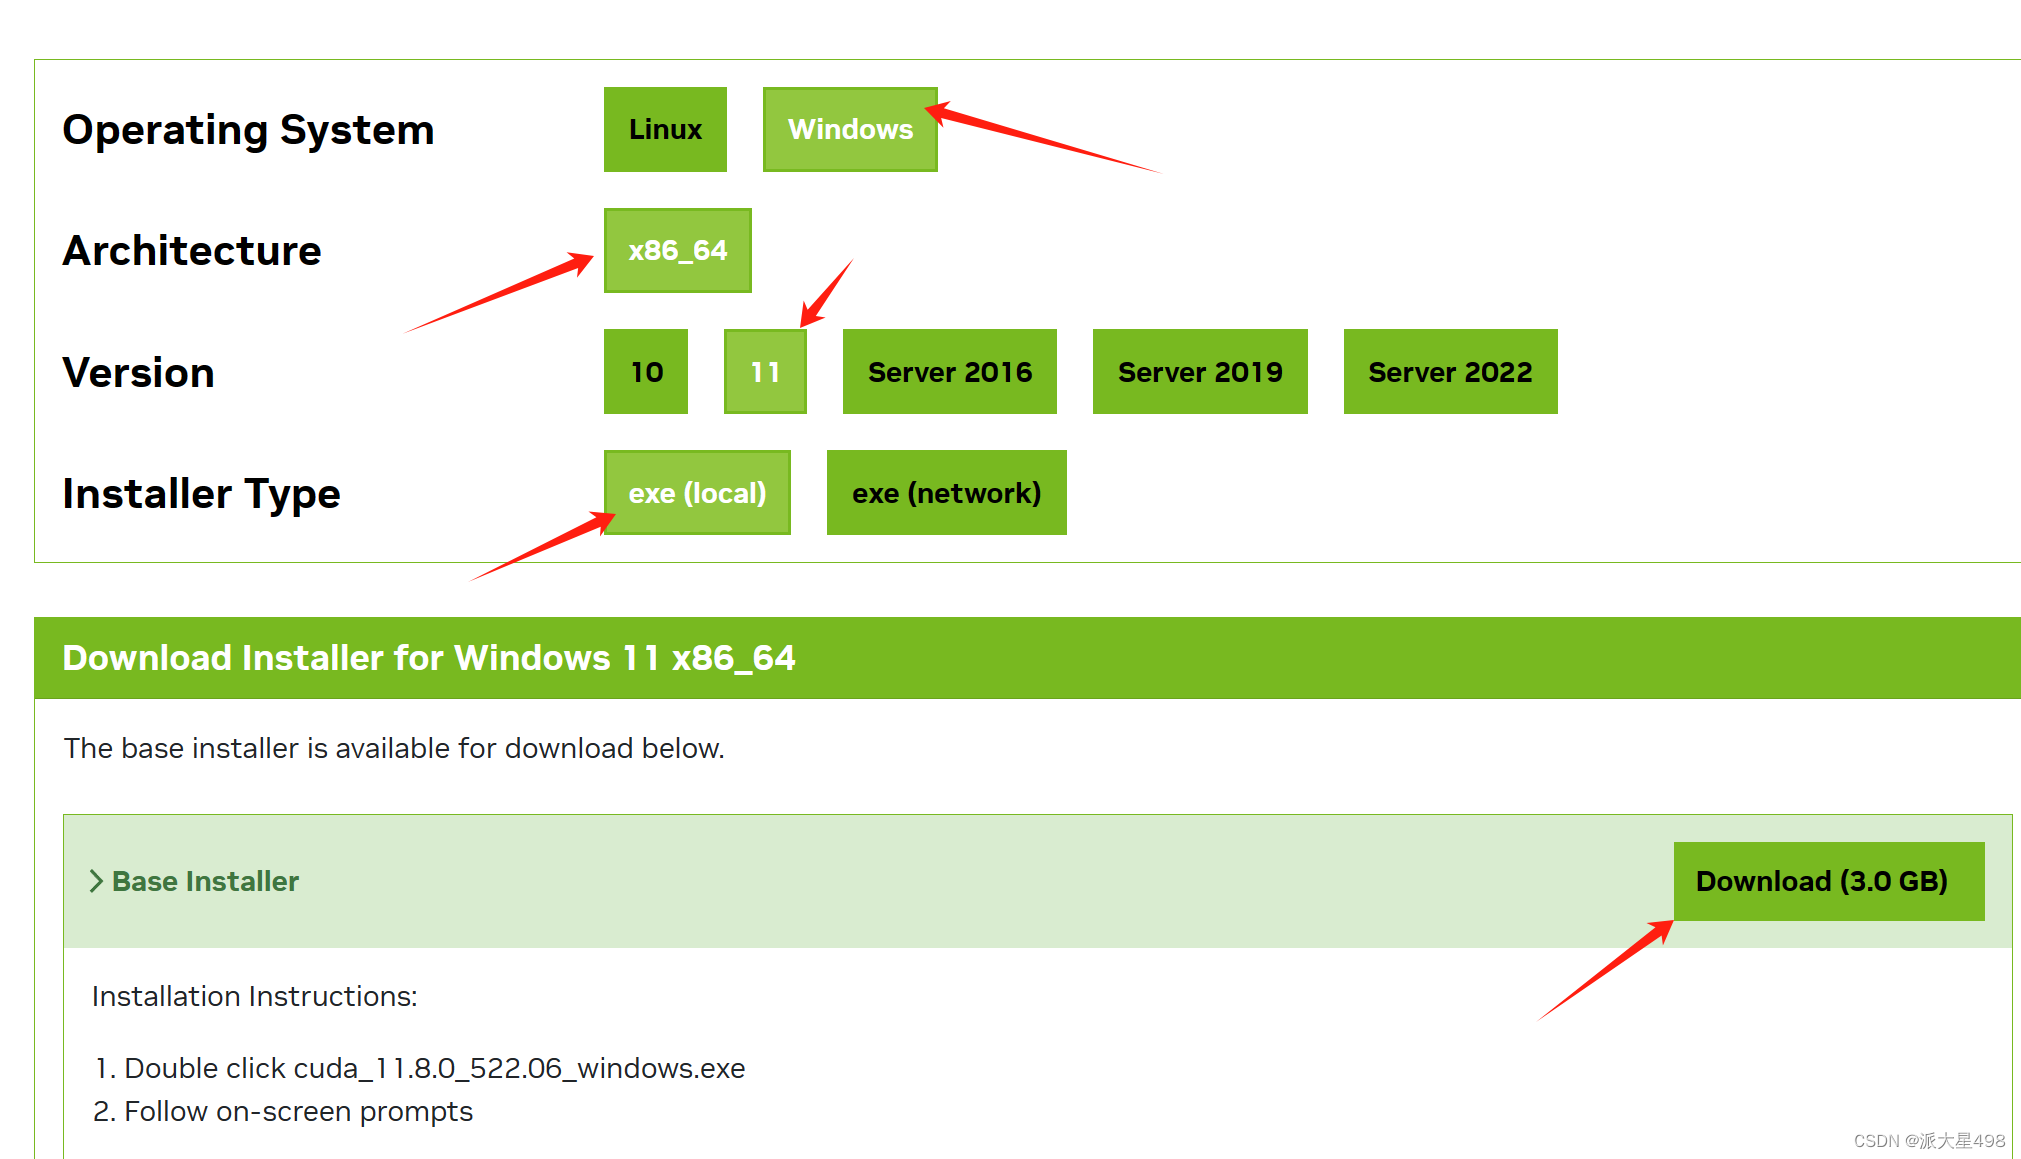 Operating System Linux Windows
Architecture x86_64
Version 10 11 Server 2016 Server 2019 Server 2022
Installer Type exe (local) exe (network)
Download Installer for Windows 11 x86_64
The base installer is available for download below.
Base Installer Download (3.0 GB)
Installation Instructions:
1. Double click cuda_11.8.0_522.06_windows.exe
2. Follow on-screen prompts
CSDN @派大星498